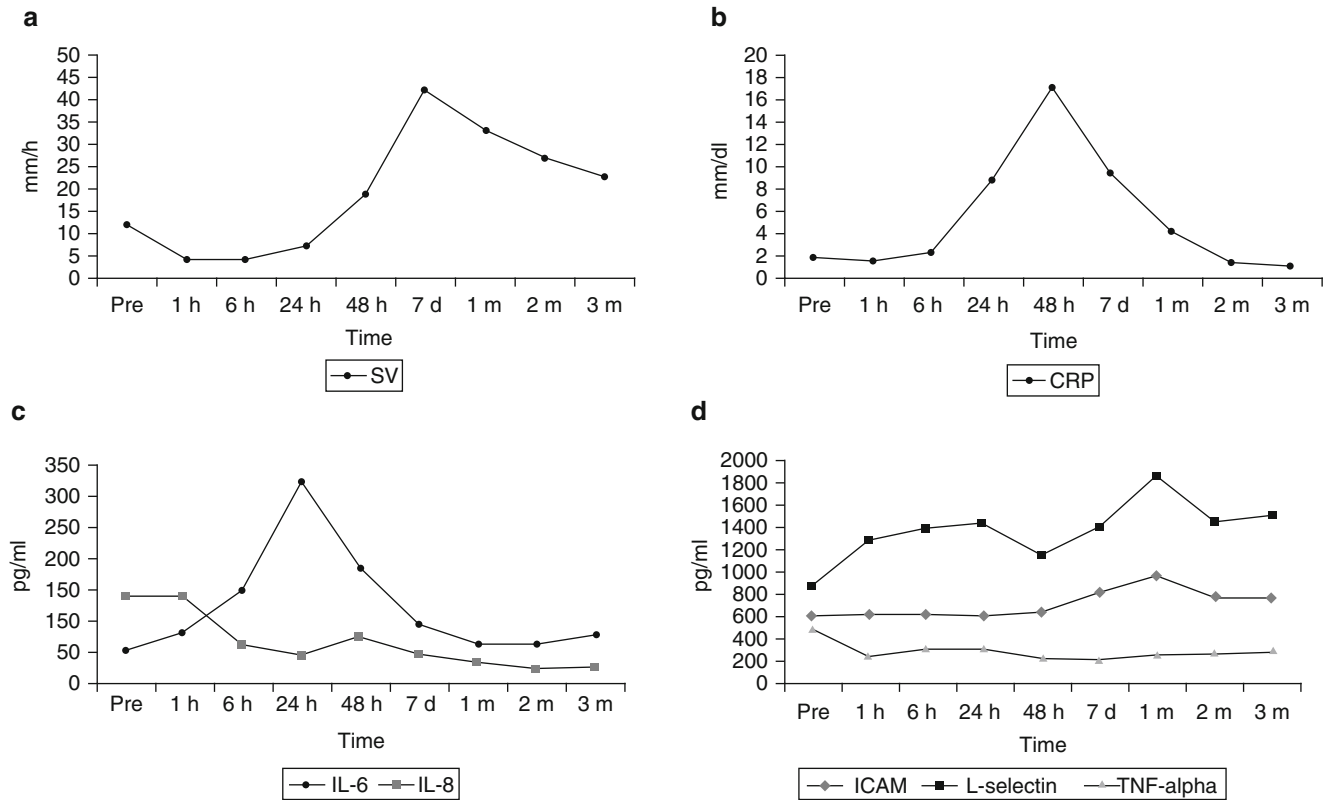 a
50
45
40
35
30
25
20
15
10
5
0
mm/h
Pre 1 h 6 h 24 h 48 h 7 d 1 m 2 m 3 m
Time
SV
b
20
18
16
14
12
10
8
6
4
2
0
mm/dl
Pre 1 h 6 h 24 h 48 h 7 d 1 m 2 m 3 m
Time
CRP
c
350
300
250
200
150
150
50
0
pg/ml
Pre 1 h 6 h 24 h 48 h 7 d 1 m 2 m 3 m
Time
IL-6 IL-8
d
2000
1800
1600
1400
1200
1000
800
600
400
200
0
pg/ml
Pre 1 h 6 h 24 h 48 h 7 d 1 m 2 m 3 m
Time
ICAM L-selectin TNF-alpha